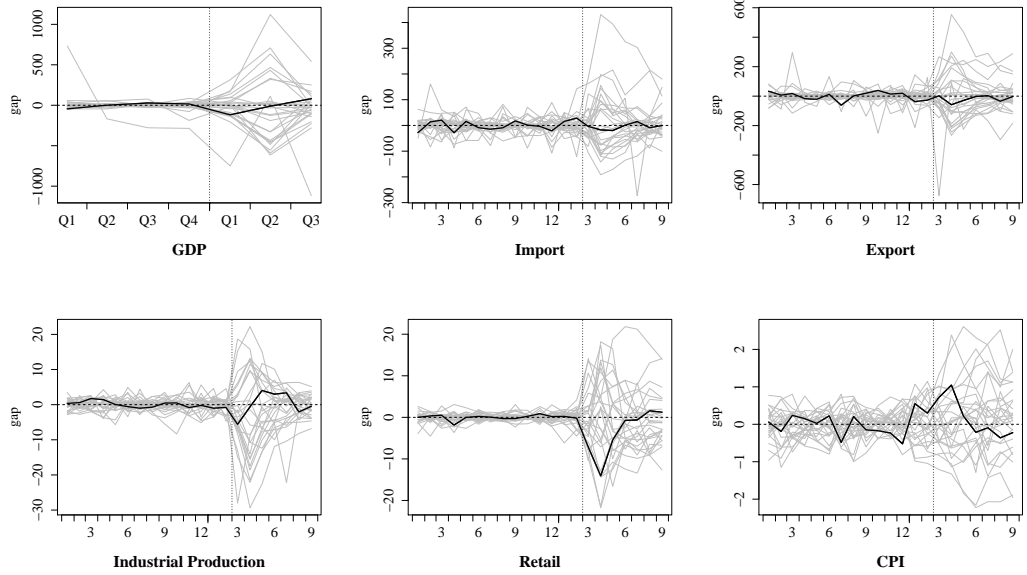 1000
500
0
−1000
gap
Q1 Q2 Q3 Q4 Q1 Q2 Q3
GDP
300
100
−100
−300
gap
3 6 9 12 3 6 9
Import
600
200
−200
−600
gap
3 6 9 12 3 6 9
Export
20
10
0
−10
−20
−30
gap
3 6 9 12 3 6 9
Industrial Production
20
10
0
−10
−20
gap
3 6 9 12 3 6 9
Retail
2
1
0
−1
−2
gap
3 6 9 12 3 6 9
CPI